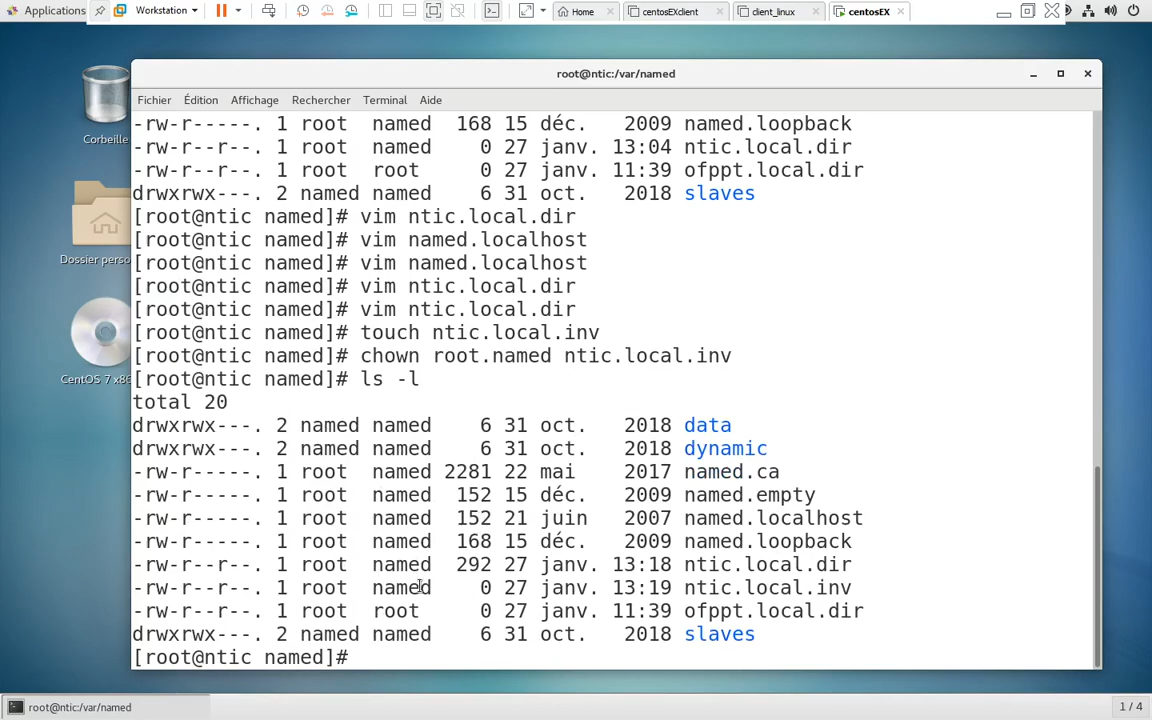 Applications Workstation Home centosEXclient client_linux centosEX
root@ntic:/var/named
Fichier Édition Affichage Rechercher Terminal Aide
Corbeille
Dossier perso
CentOS 7 x86
-rw-r-----. 1 root named 168 15 déc. 2009 named.loopback
-rw-r--r--. 1 root named 0 27 janv. 13:04 ntic.local.dir
-rw-r--r--. 1 root root 0 27 janv. 11:39 ofppt.local.dir
drwxrwx---. 2 named named 6 31 oct. 2018 slaves
[root@ntic named]# vim ntic.local.dir
[root@ntic named]# vim named.localhost
[root@ntic named]# vim named.localhost
[root@ntic named]# vim ntic.local.dir
[root@ntic named]# vim ntic.local.dir
[root@ntic named]# touch ntic.local.inv
[root@ntic named]# chown root.named ntic.local.inv
[root@ntic named]# ls -l
total 20
drwxrwx---. 2 named named 6 31 oct. 2018 data
drwxrwx---. 2 named named 6 31 oct. 2018 dynamic
-rw-r-----. 1 root named 2281 22 mai 2017 named.ca
-rw-r-----. 1 root named 152 15 déc. 2009 named.empty
-rw-r-----. 1 root named 152 21 juin 2007 named.localhost
-rw-r-----. 1 root named 168 15 déc. 2009 named.loopback
-rw-r--r--. 1 root named 292 27 janv. 13:18 ntic.local.dir
-rw-r--r--. 1 root named 0 27 janv. 13:19 ntic.local.inv
-rw-r--r--. 1 root root 0 27 janv. 11:39 ofppt.local.dir
drwxrwx---. 2 named named 6 31 oct. 2018 slaves
[root@ntic named]#
root@ntic:/var/named
1 / 4